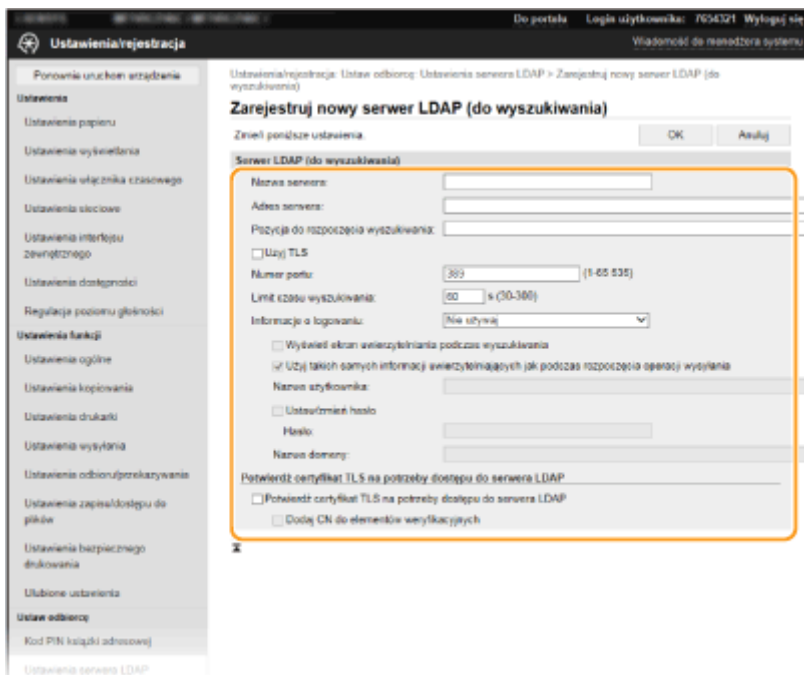 Do portalu Login użytkownika: 7654321 Wyloguj się
Ustawienia/rejestracja
Wiadomość do menedżera systemu
Ponownie uruchom urządzenie
Ustawienia
Ustawienia papieru
Ustawienia wyświetlania
Ustawienia włącznika czasowego
Ustawienia sieciowe
Ustawienia interfejsu
zewnętrznego
Ustawienia dostępności
Regulacja poziomu głośności
Ustawienia funkcji
Ustawienia ogólne
Ustawienia kopiowania
Ustawienia drukarki
Ustawienia wysyłania
Ustawienia odbioru/przekazywania
Ustawienia zapisu/dostępu do
plików
Ustawienia bezpiecznego
drukowania
Ulubione ustawienia
Ustaw odbiorcę
Kod PIN książki adresowej
Ustawienia serwera LDAP
Ustawienia/rejestracja: Ustaw odbiorcę: Ustawienia serwera LDAP > Zarejestruj nowy serwer LDAP (do
wyszukiwania)
Zarejestruj nowy serwer LDAP (do wyszukiwania)
Zmień poniższe ustawienia. OK Anuluj
Serwer LDAP (do wyszukiwania)
Nazwa serwera:
Adres serwera:
Pozycja do rozpoczęcia wyszukiwania:
Użyj TLS
Numer portu: 389 (1-65 535)
Limit czasu wyszukiwania: 60 s (30-300)
Informacje o logowaniu: Nie używaj
Wyświetl ekran uwierzytelniania podczas wyszukiwania
Użyj takich samych informacji uwierzytelniających jak podczas rozpoczęcia operacji wysyłania
Nazwa użytkownika:
Ustaw/zmień hasło
Hasło:
Nazwa domeny:
Potwierdź certyfikat TLS na potrzeby dostępu do serwera LDAP
Potwierdź certyfikat TLS na potrzeby dostępu do serwera LDAP
Dodaj CN do elementów weryfikacyjnych